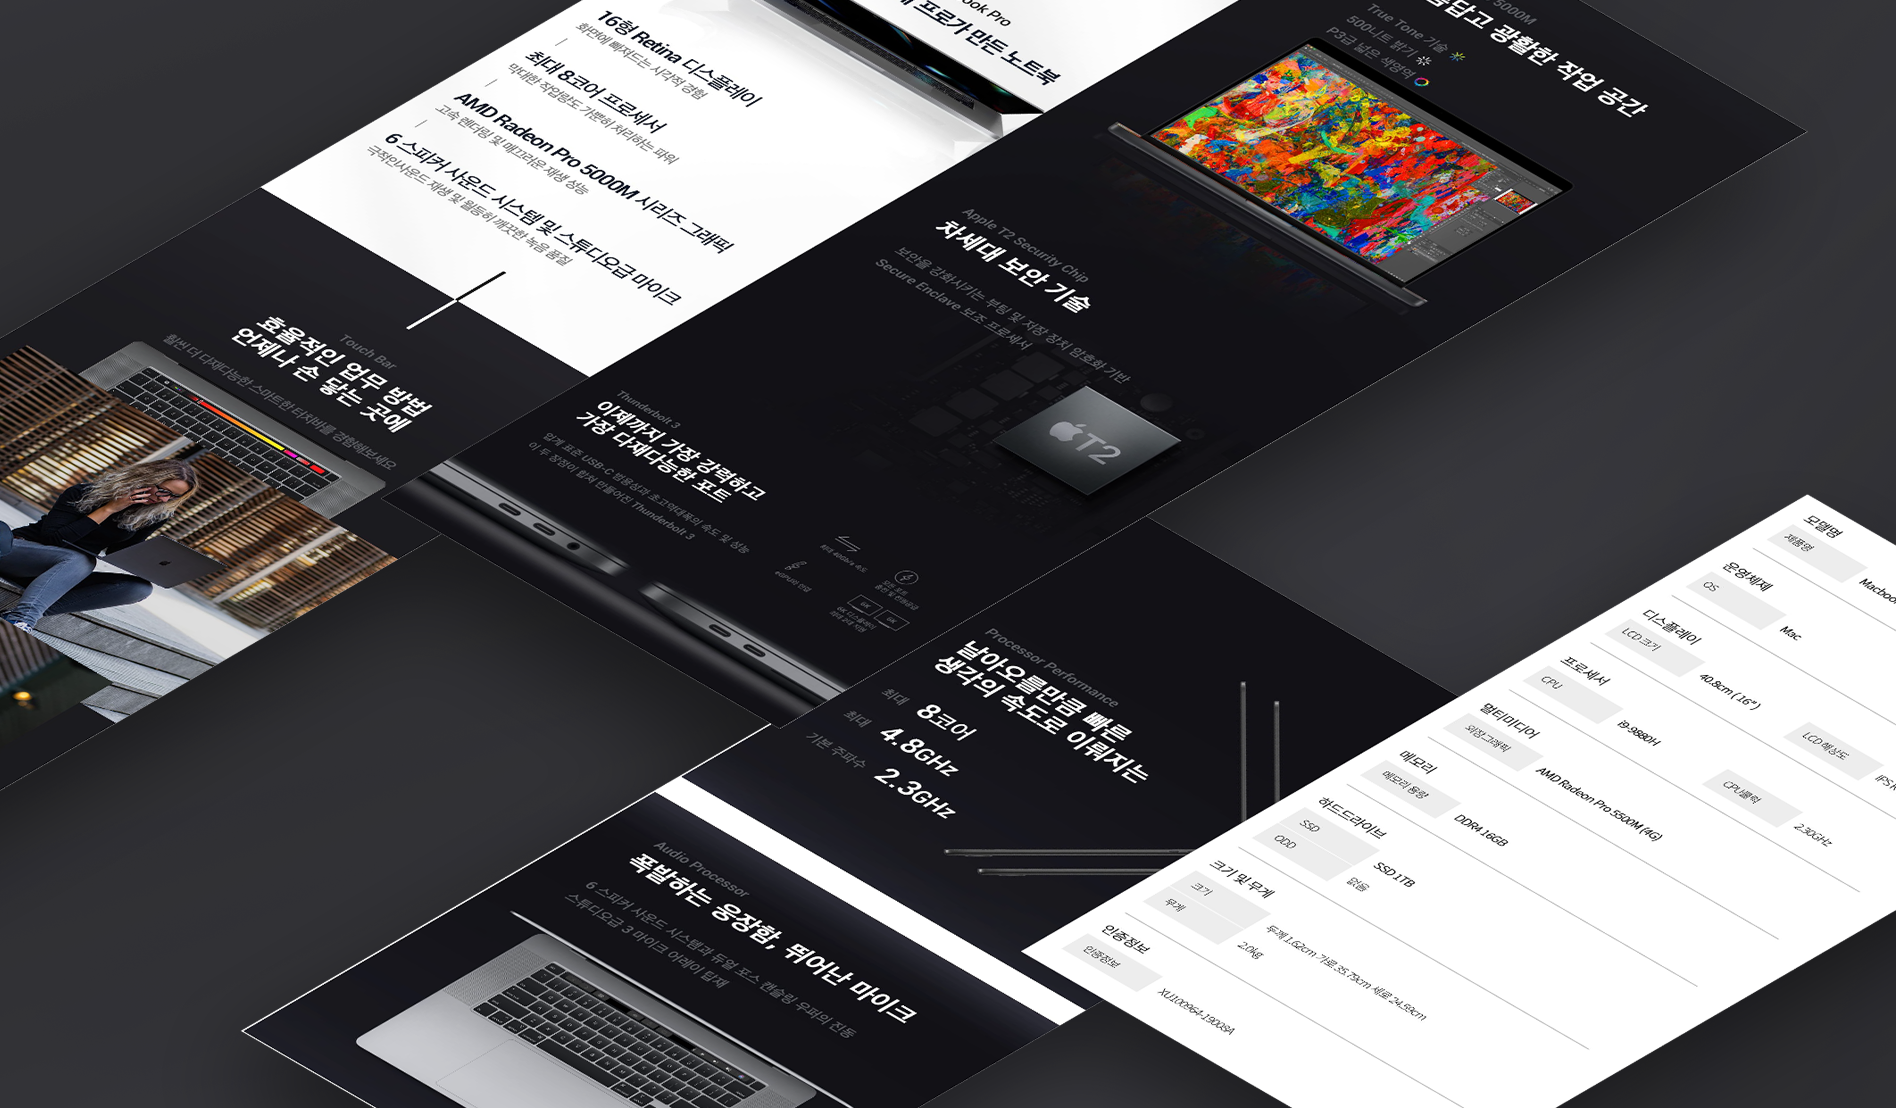 16형 Retina 디스플레이
화면에 빠져드는 시각적 경험
최대 8코어 프로세서
막대한 작업량도 가뿐히 처리하는 파워
AMD Radeon Pro 5000M 시리즈 그래픽
고속 렌더링 및 매끄러운 재생 성능
6 스피커 사운드 시스템 및 스튜디오급 마이크
극적인 사운드 재생 및 월등히 깨끗한 녹음 품질
Pro
프로가 만든 노트북
Touch Bar
효율적인 업무 방법
언제나 손 닿는 곳에
훨씬 더 다재다능한 스마트한 터치바를 경험해보세요
5000M
광활한 작업 공간
True Tone 기술
500니트 밝기
P3급 넓은 색영역
Apple T2 Security Chip
차세대 보안 기술
보안을 강화시키는 부팅 및 저장 장치 암호화 기반
Secure Enclave 보조 프로세서
T2
Thunderbolt 3
이제까지 가장 강력하고
가장 다재다능한 포트
업계 표준 USB-C 범용성과 초고약대폭의 속도 및 성능
이 두 장점이 합쳐 만들어진 Thunderbolt 3
6K
6K
6K 디스플레이
Processor Performance
날아오를만큼 빠른
생각의 속도로 이뤄지는
최대 8코어
최대 4.8GHz
기본 주파수 2.3GHz
Audio Processor
폭발하는 웅장함, 뛰어난 마이크
6 스피커 사운드 시스템과 듀얼 포스 캔슬링 우퍼의 진동
스튜디오급 3 마이크 어레이 탑재
모델명
제품명
운영체제
OS Mac
디스플레이
LCD 크기 40.8cm ( 16")
LCD 해상도
프로세서
CPU i9-9880H
CPU클럭 2.30GHz
멀티미디어
외장그래픽 AMD Radeon Pro 5500M (4G)
메모리
메모리 용량 DDR4 16GB
하드드라이브
SSD SSD 1TB
ODD 없음
크기 및 무게
크기 두께 1.62cm 가로 35.79cm 세로 24.59cm
무게 2.0kg
인증정보
인증정보 XU100964-19008A